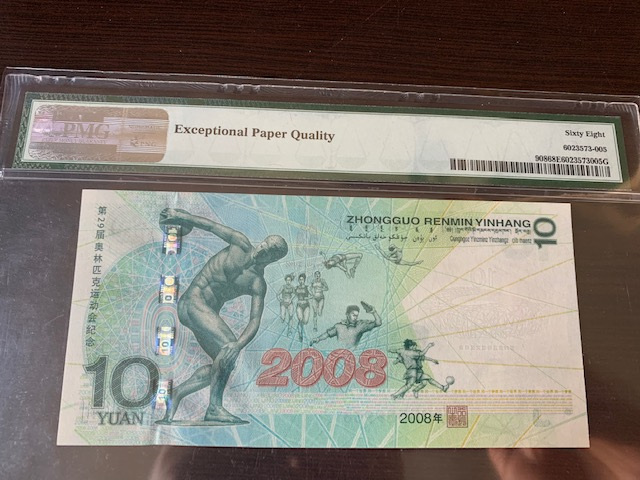 PMG
Exceptional Paper Quality
Sixty Eight
6023573-005
90868E6023573005G
第29届奥林匹克运动会纪念
ZHONGGUO RENMIN YINHANG
10
2008
10
YUAN
2008年